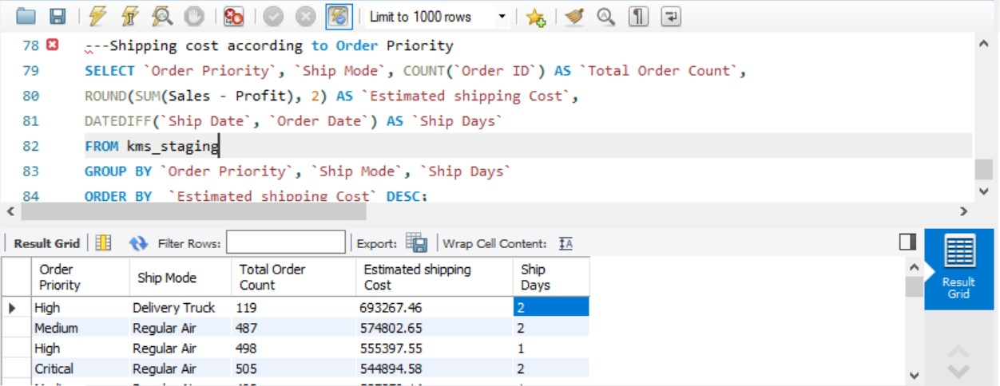 Limit to 1000 rows
78 ---Shipping cost according to Order Priority
79 SELECT `Order Priority`, `Ship Mode`, COUNT(`Order ID`) AS `Total Order Count`,
80 ROUND(SUM(Sales - Profit), 2) AS `Estimated shipping Cost`,
81 DATEDIFF(`Ship Date`, `Order Date`) AS `Ship Days`
82 FROM kms_staging
83 GROUP BY `Order Priority`, `Ship Mode`, `Ship Days`
84 ORDER BY `Estimated shipping Cost` DESC;
Result Grid Filter Rows: Export: Wrap Cell Content: IA
Order Priority Ship Mode Total Order Count Estimated shipping Cost Ship Days
High Delivery Truck 119 693267.46 2
Medium Regular Air 487 574802.65 2
High Regular Air 498 555397.55 1
Critical Regular Air 505 544894.58 2
Result Grid